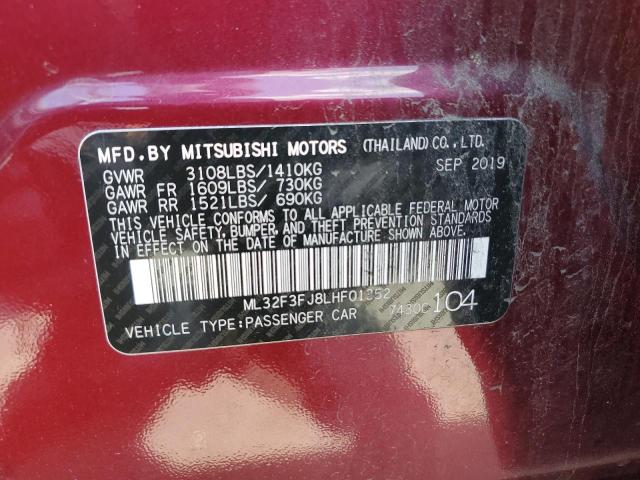 MFD.BY MITSUBISHI MOTORS (THAILAND)CO.,LTD.
GVWR 3108LBS/1410KG SEP 2019
GAWR FR 1609LBS/ 730KG
GAWR RR 1521LBS/ 690KG
THIS VEHICLE CONFORMS TO ALL APPLICABLE FEDERAL MOTOR
VEHICLE SAFETY, BUMPER, AND THEFT PREVENTION STANDARDS
IN EFFECT ON THE DATE OF MANUFACTURE SHOWN ABOVE.
ML32F3FJ8LHF01352
7430C 104
VEHICLE TYPE:PASSENGER CAR